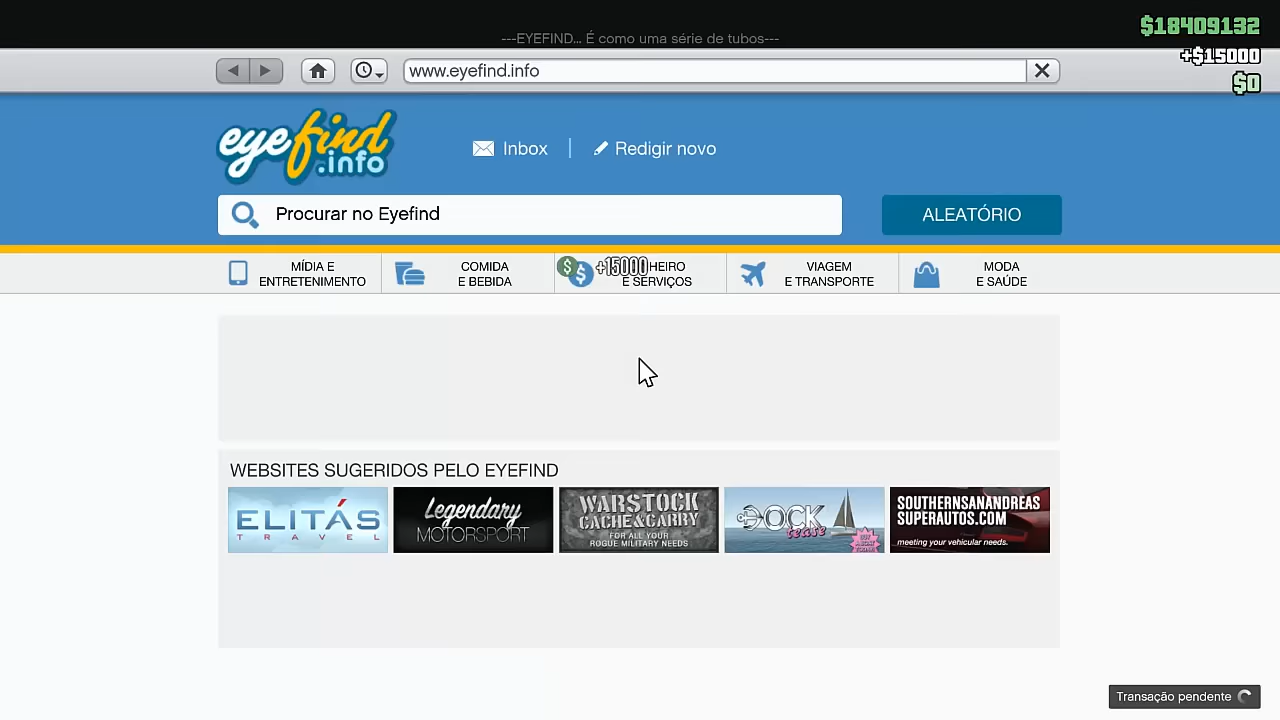 $18409132
---EYEFIND... É como uma série de tubos---
+$15000
www.eyefind.info
$0
eyefind
.info
Inbox
Redigir novo
Procurar no Eyefind
ALEATÓRIO
MÍDIA E
ENTRETENIMENTO
COMIDA
E BEBIDA
+15000
HEIRO
E SERVIÇOS
VIAGEM
E TRANSPORTE
MODA
E SAÚDE
WEBSITES SUGERIDOS PELO EYEFIND
ELITÁS
TRAVEL
Legendary
MOTORSPORT
WARSTOCK
CACHE&CARRY
FOR ALL YOUR
ROGUE MILITARY NEEDS
DOCK
tease
SOUTHERNSANANDREAS
SUPERAUTOS.COM
meeting your vehicular needs.
Transação pendente